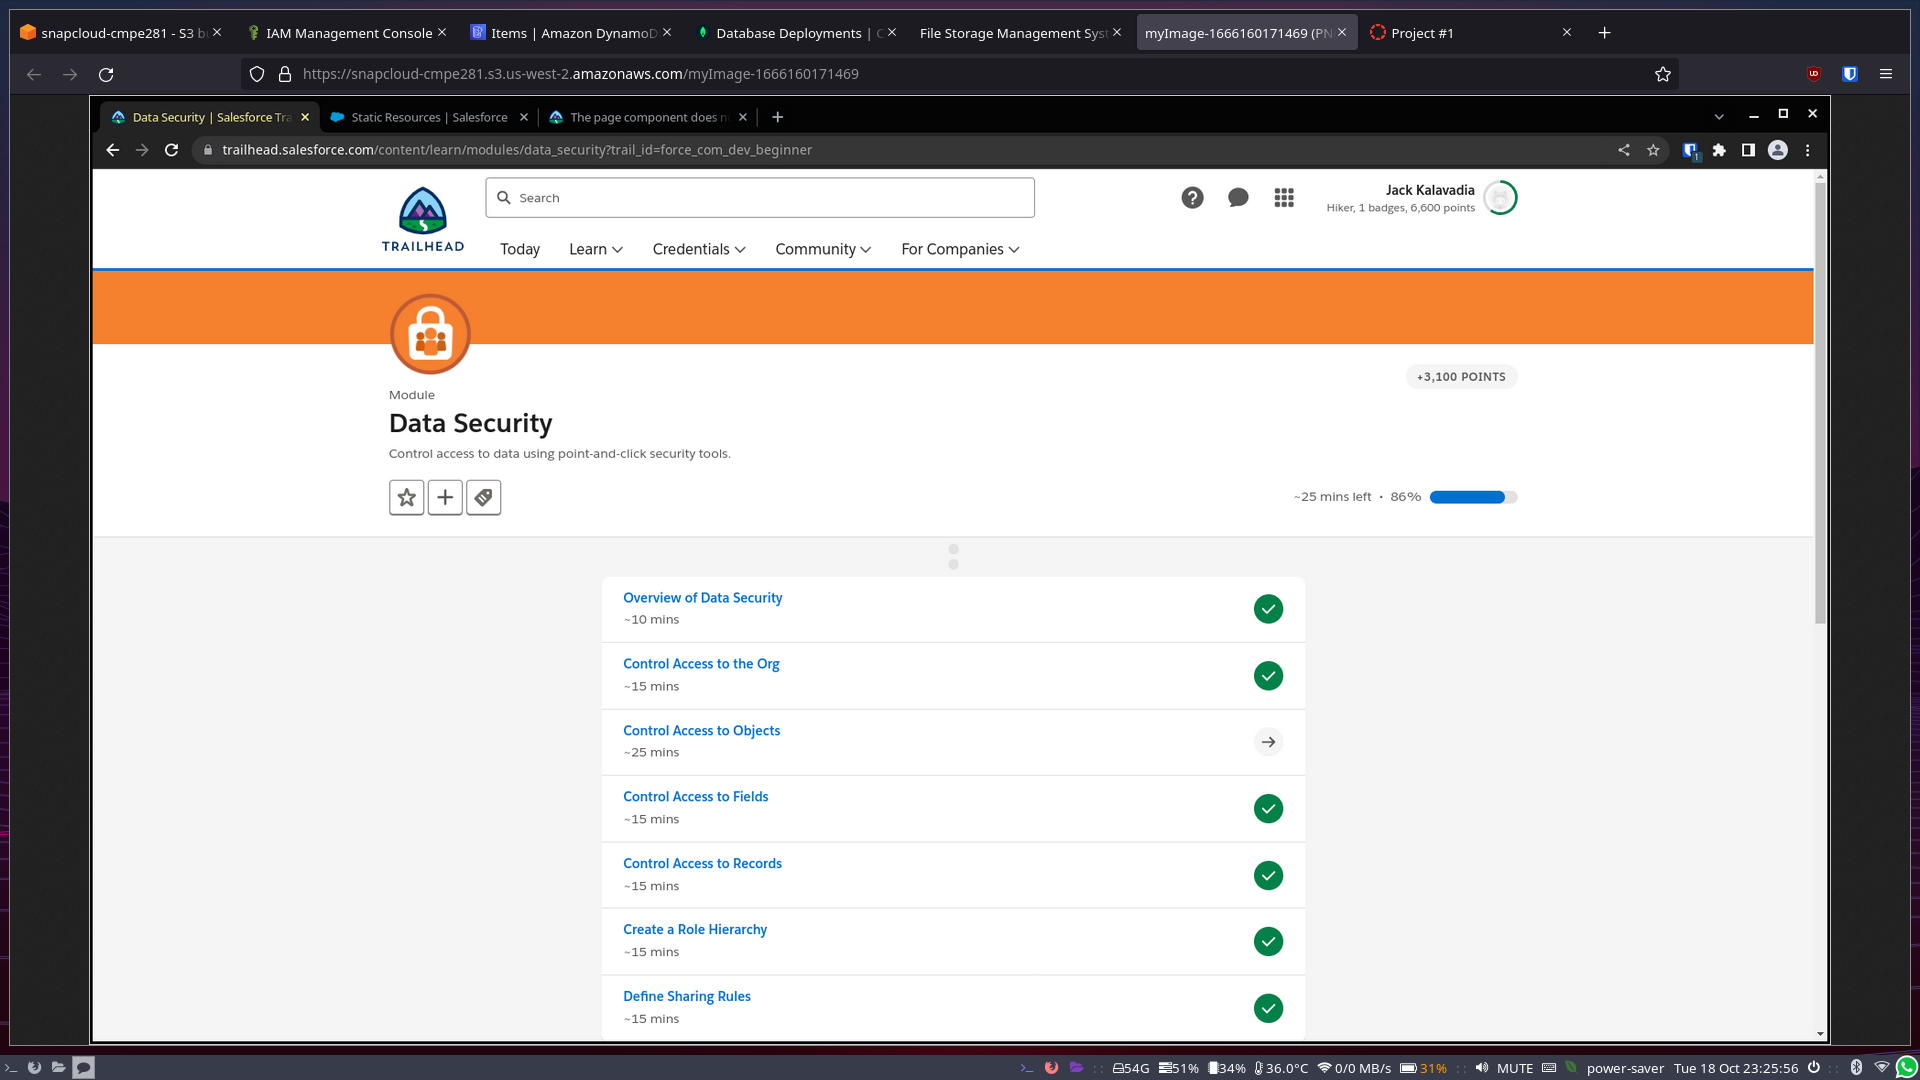 snapcloud-cmpe281 - S3 b
IAM Management Console
Items | Amazon DynamoD
Database Deployments | C
File Storage Management Syst
myImage-1666160171469 (PN
Project #1
https://snapcloud-cmpe281.s3.us-west-2.amazonaws.com/myImage-1666160171469
Data Security | Salesforce Tra
Static Resources | Salesforce
The page component does n
trailhead.salesforce.com/content/learn/modules/data_security?trail_id=force_com_dev_beginner
1
TRAILHEAD
Search
Jack Kalavadia
Hiker, 1 badges, 6,600 points
Today
Learn
Credentials
Community
For Companies
+3,100 POINTS
Module
Data Security
Control access to data using point-and-click security tools.
~25 mins left • 86%
Overview of Data Security
~10 mins
Control Access to the Org
~15 mins
Control Access to Objects
~25 mins
Control Access to Fields
~15 mins
Control Access to Records
~15 mins
Create a Role Hierarchy
~15 mins
Define Sharing Rules
~15 mins
54G 51% 34% 36.0°C 0/0 MB/s 31% :: MUTE power-saver Tue 18 Oct 23:25:56